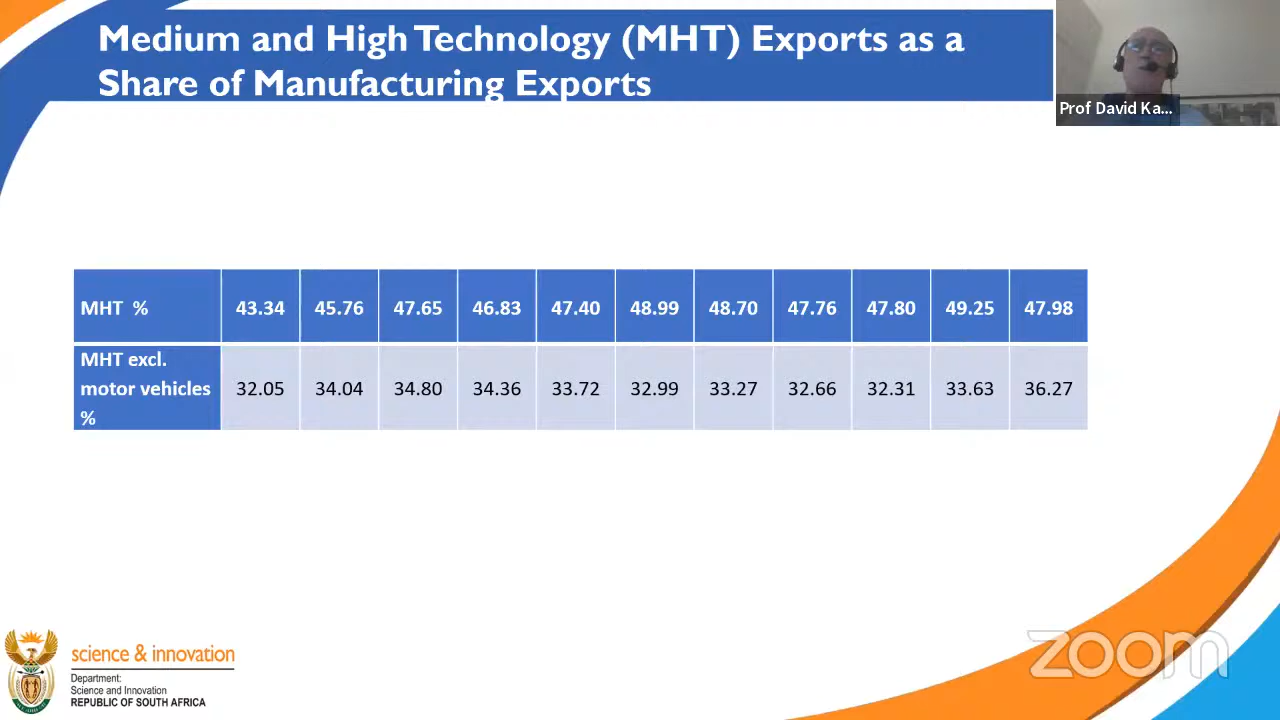 Medium and High Technology (MHT) Exports as a
Share of Manufacturing Exports
Prof David Ka...
MHT % 43.34 45.76 47.65 46.83 47.40 48.99 48.70 47.76 47.80 49.25 47.98
MHT excl.
motor vehicles 32.05 34.04 34.80 34.36 33.72 32.99 33.27 32.66 32.31 33.63 36.27
%
science & innovation
Department:
Science and Innovation
REPUBLIC OF SOUTH AFRICA
zoom